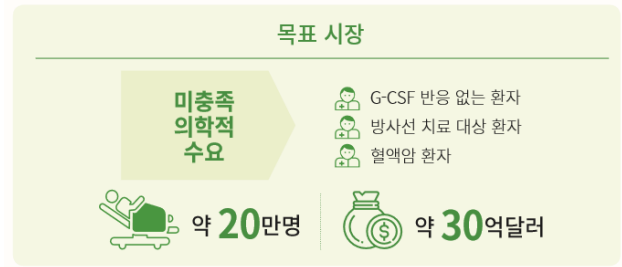 목표 시장
미충족
의학적
수요
G-CSF 반응 없는 환자
방사선 치료 대상 환자
혈액암 환자
약 20만명
약 30억달러